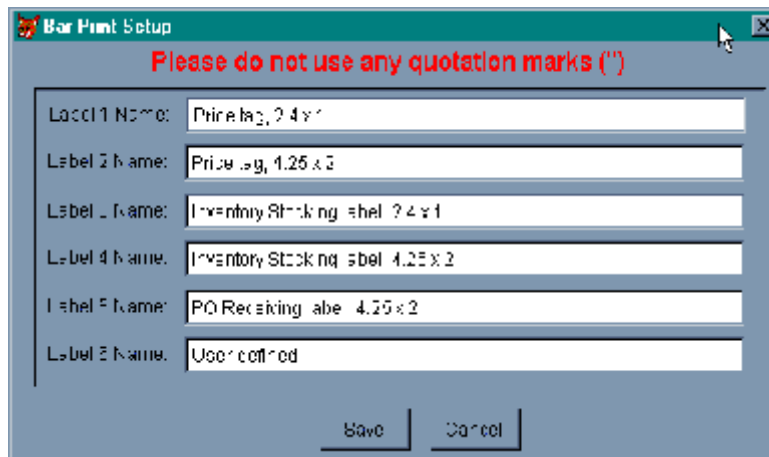 Bar Print Setup
Please do not use any quotation marks (")
Label 1 Name: Price tag, 2.4 x 1
Label 2 Name: Price tag, 4.25 x 2
Label 3 Name: Inventory Stocking label 2.4 x 1
Label 4 Name: Inventory Stocking label 4.25 x 2
Label 5 Name: PO Receiving label 4.25 x 2
Label 6 Name: User defined
Save Cancel